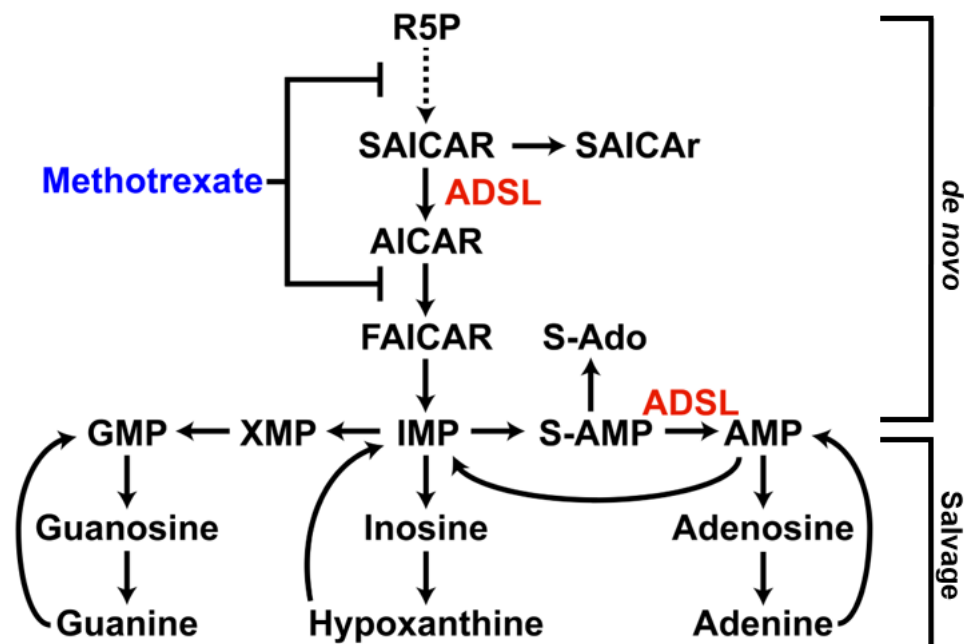 R5P
SAICAR
SAICAr
Methotrexate
ADSL
AICAR
FAICAR
S-Ado
ADSL
GMP
XMP
IMP
S-AMP
AMP
Guanosine
Inosine
Adenosine
Guanine
Hypoxanthine
Adenine
de novo
Salvage